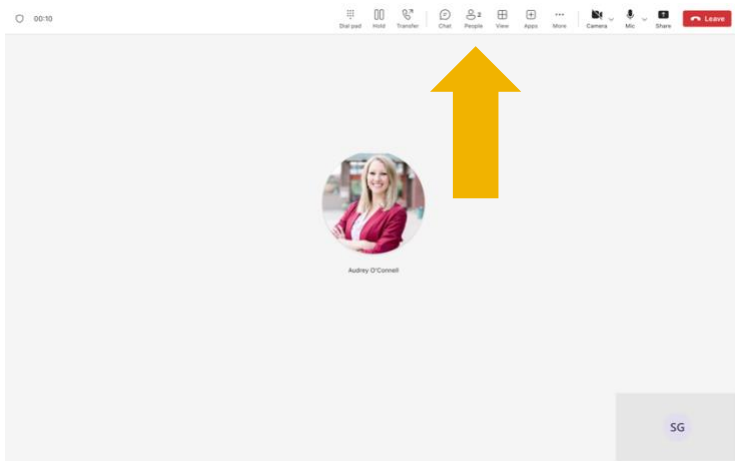 00:10
2
Dial pad Hold Transfer Chat People View Apps More Camera Mic Share Leave
Audrey O'Connell
SG